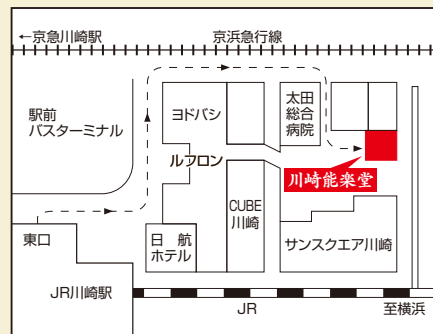 ←京急川崎駅
京浜急行線
駅前
バスターミナル
ヨドバシ
太田
総合
病院
ルフロン
川崎能楽堂
CUBE
川崎
東口
日航
ホテル
サンスクエア川崎
JR川崎駅
JR
至横浜